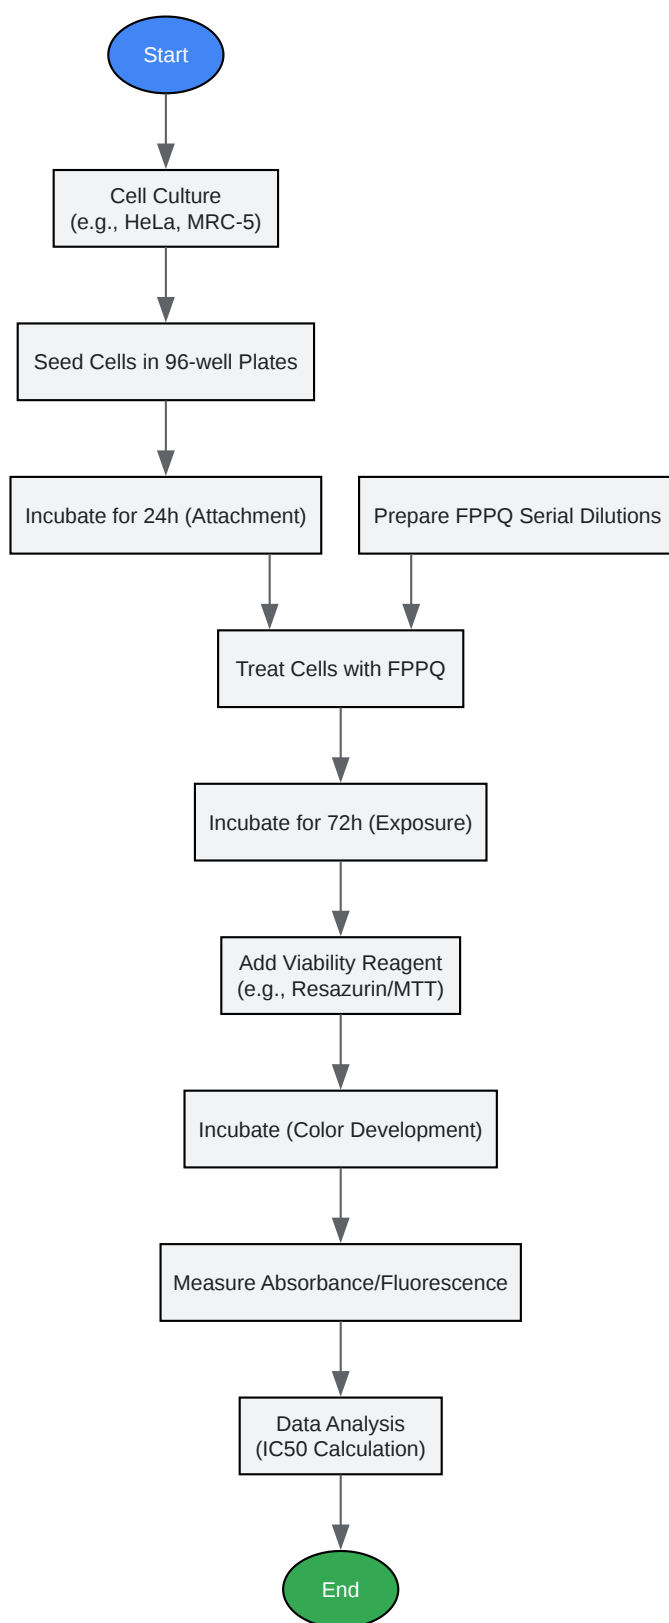 Start
Cell Culture
(e.g., HeLa, MRC-5)
Seed Cells in 96-well Plates
Incubate for 24h (Attachment)
Prepare FPPQ Serial Dilutions
Treat Cells with FPPQ
Incubate for 72h (Exposure)
Add Viability Reagent
(e.g., Resazurin/MTT)
Incubate (Color Development)
Measure Absorbance/Fluorescence
Data Analysis
(IC50 Calculation)
End